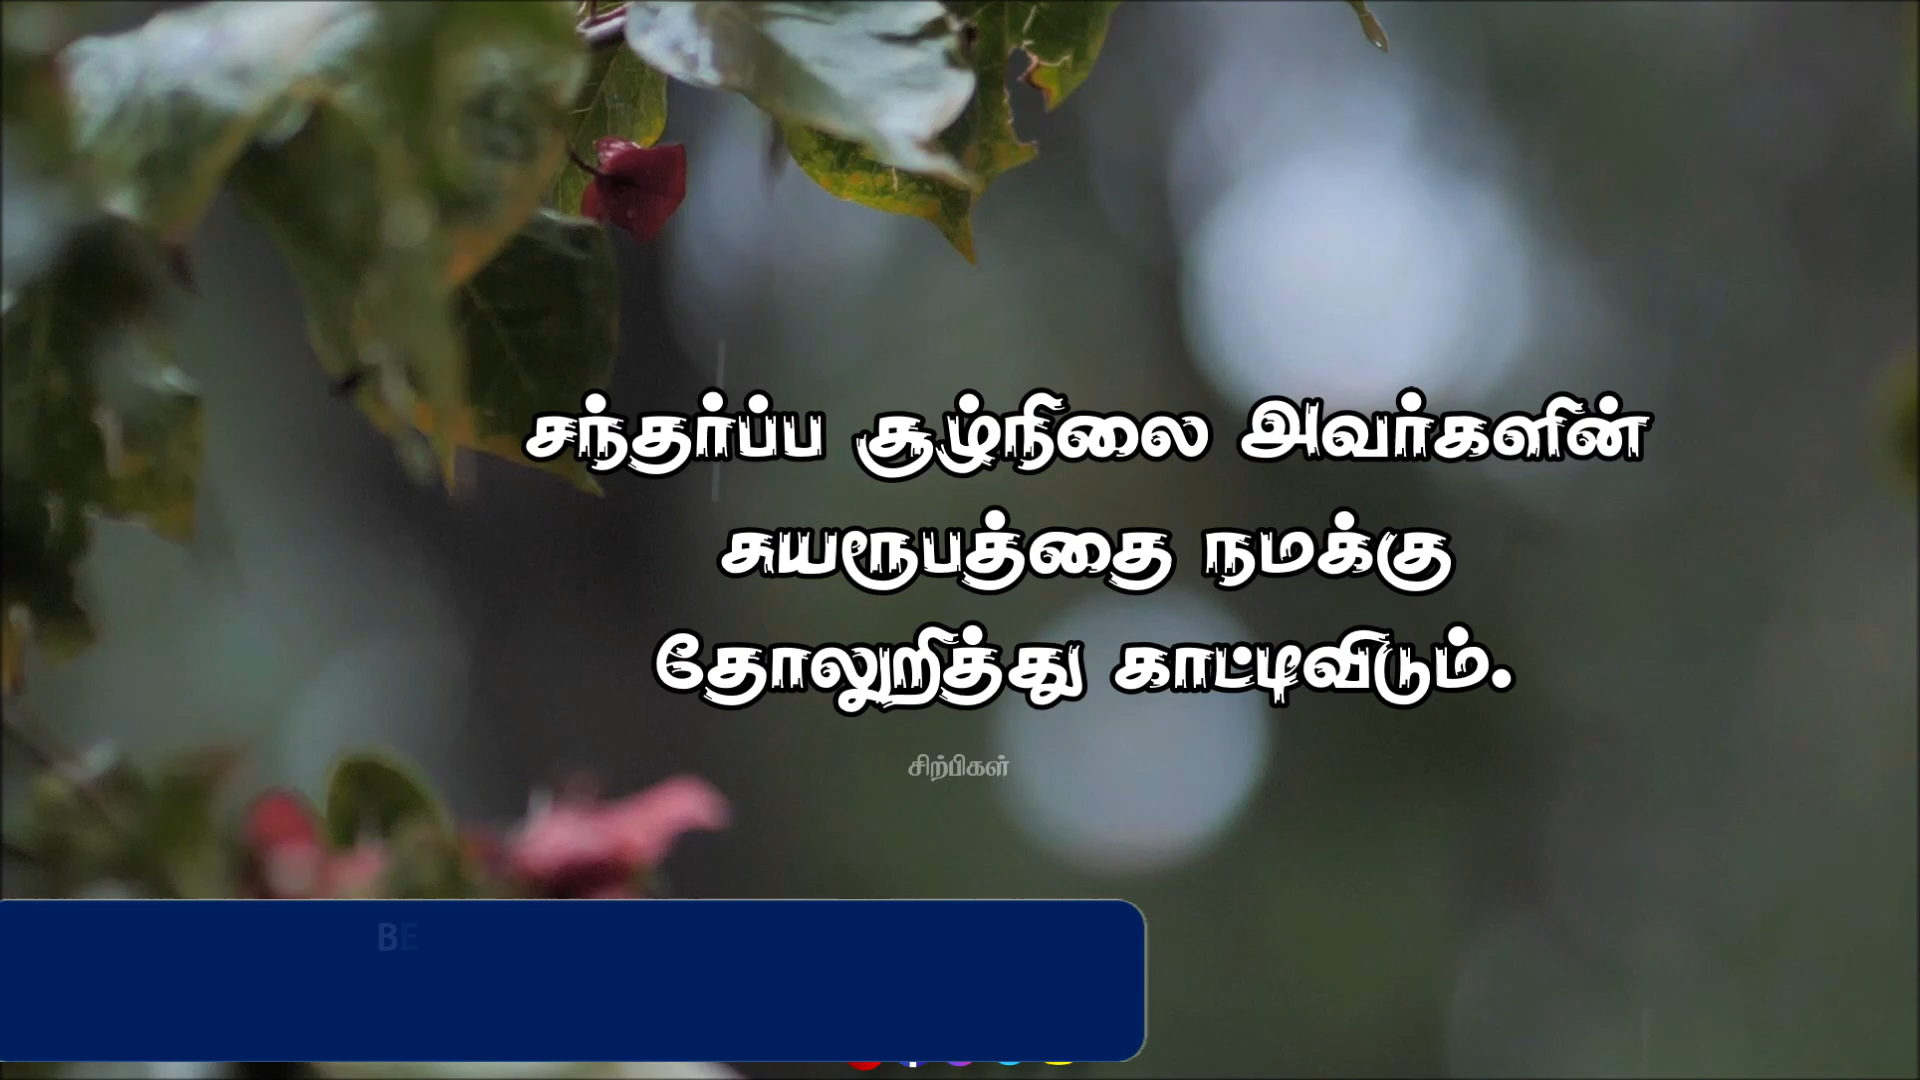 சந்தர்ப்ப சூழ்நிலை அவர்களின்
சுயரூபத்தை நமக்கு
தோலுறித்து காட்டிவிடும்.
சிற்பிகள்
BE